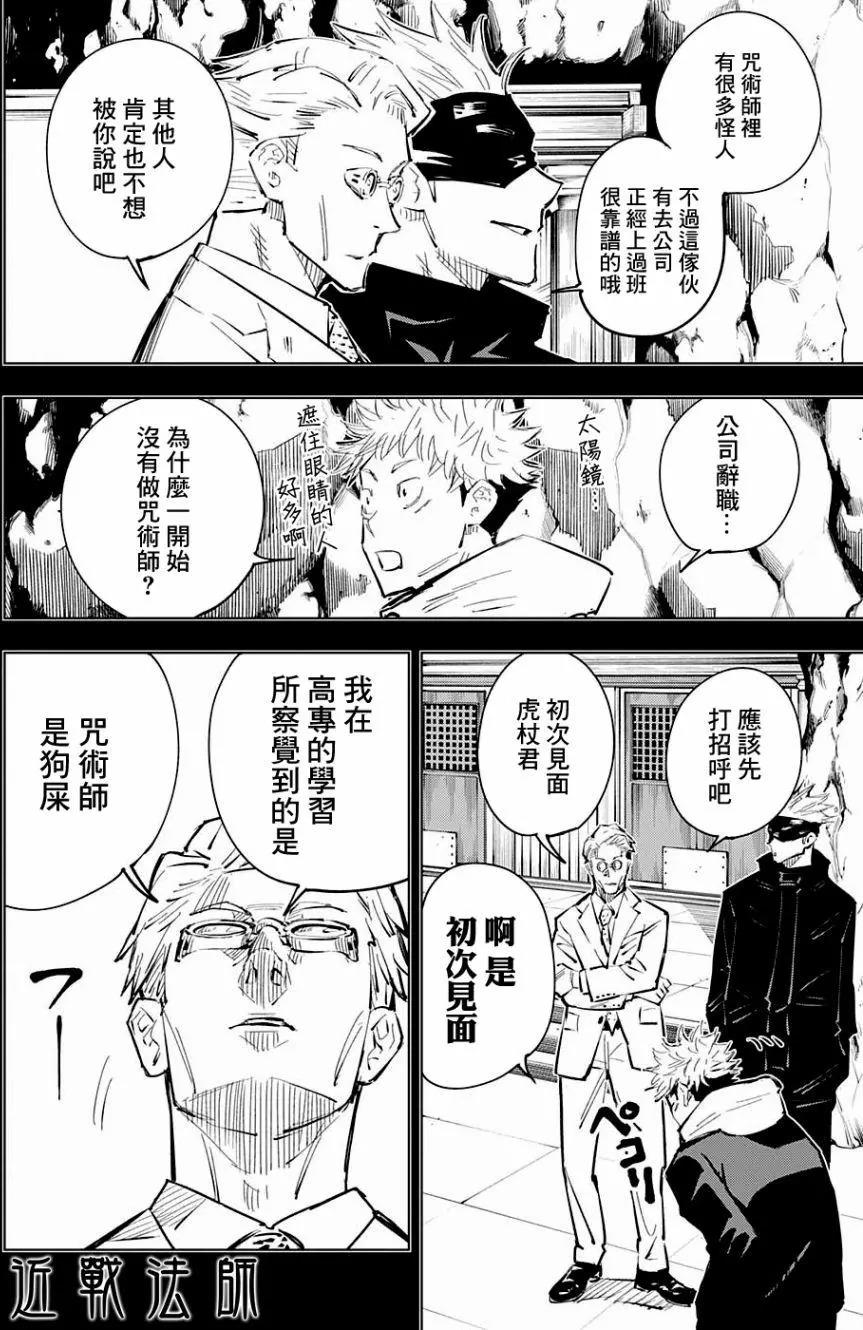 咒術師裡
有很多怪人
不過這傢伙
有去公司
正經上過班
很靠譜的哦
其他人
肯定也不想
被你說吧
公司辭職…
太陽鏡…
遮住眼睛的人
好多啊
為什麼一開始
沒有做咒術師?
應該先
打招呼吧
初次見面
虎杖君
啊是
初次見面
ペコリ
我在
高專的學習
所察覺到的是
咒術師
是狗屎
フー
近戰法師